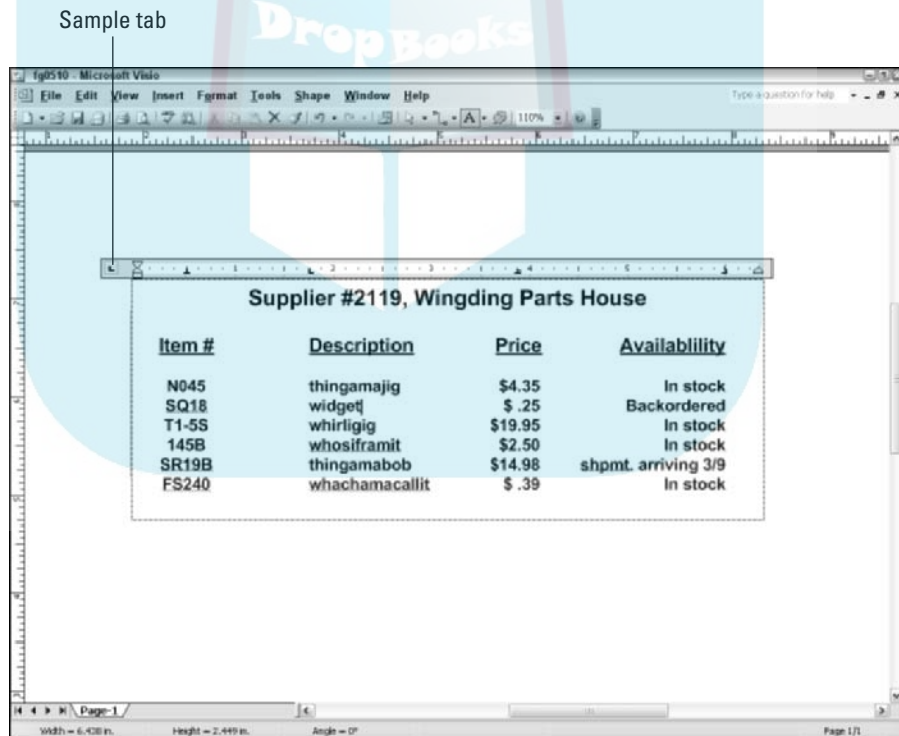 Sample tab
DropBooks
fg0510 - Microsoft Visio
File Edit View Insert Format Tools Shape Window Help
Type a question for help
110%
Supplier #2119, Wingding Parts House
Item # Description Price Availablility
N045 thingamajig $4.35 In stock
SQ18 widget $ .25 Backordered
T1-5S whirligig $19.95 In stock
145B whosiframit $2.50 In stock
SR19B thingamabob $14.98 shpmt. arriving 3/9
FS240 whachamacallit $ .39 In stock
Page-1
Width = 6.438 in. Height = 2.449 in. Angle = 0° Page 1/1